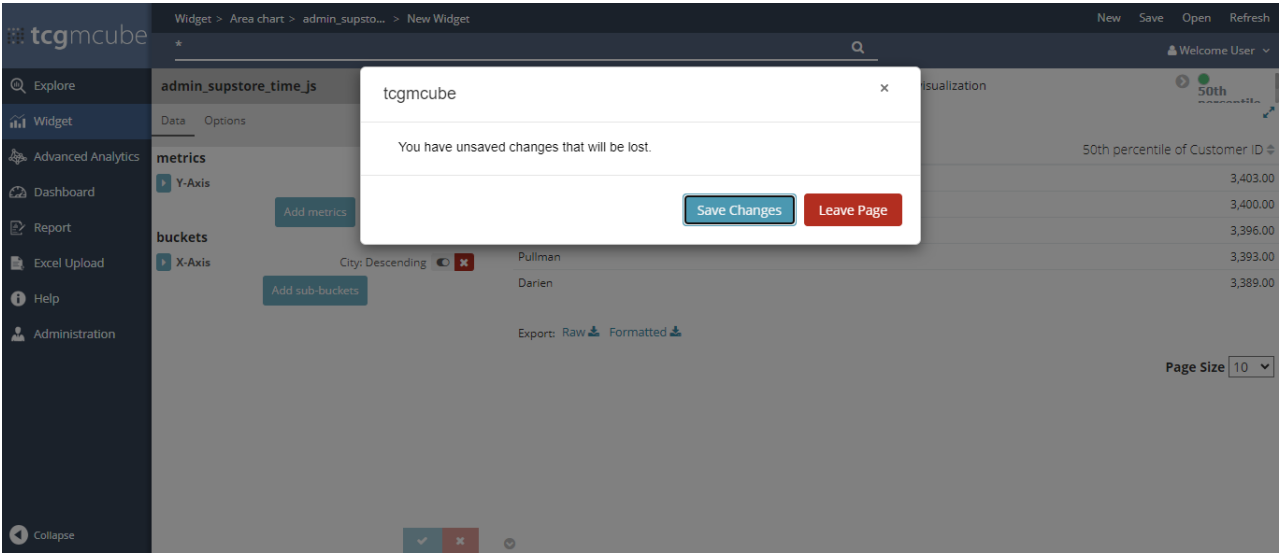 tcgmcube
Widget > Area chart > admin_supsto... > New Widget
New Save Open Refresh
*
Welcome User
Explore
Widget
Advanced Analytics
Dashboard
Report
Excel Upload
Help
Administration
Collapse
admin_supstore_time_js
Data Options
metrics
Y-Axis
Add metrics
buckets
X-Axis City: Descending
Add sub-buckets
tcgmcube ×
You have unsaved changes that will be lost.
Save Changes Leave Page
50th
50th percentile of Customer ID
3,403.00
3,400.00
3,396.00
Pullman 3,393.00
Darien 3,389.00
Export: Raw Formatted
Page Size 10